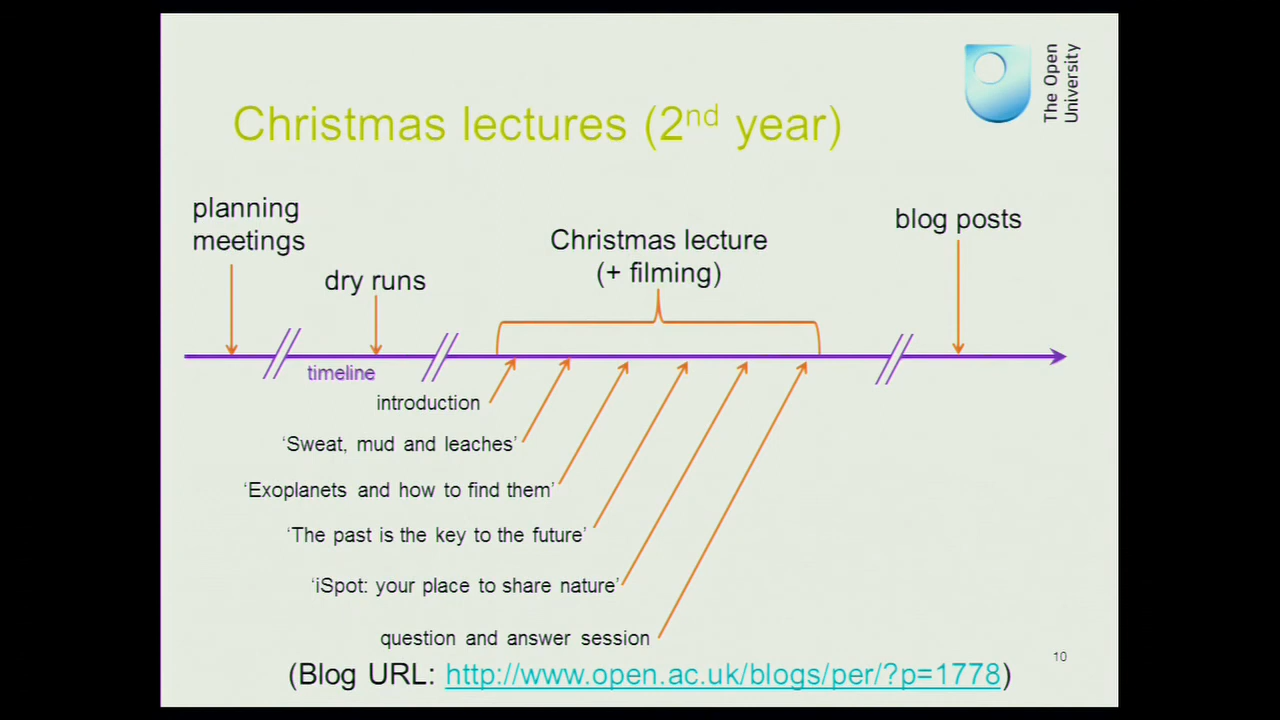 The Open
University
Christmas lectures (2nd year)
planning
meetings
dry runs
Christmas lecture
(+ filming)
blog posts
timeline
introduction
‘Sweat, mud and leaches’
‘Exoplanets and how to find them’
‘The past is the key to the future’
‘iSpot: your place to share nature’
question and answer session
10
(Blog URL: http://www.open.ac.uk/blogs/per/?p=1778)